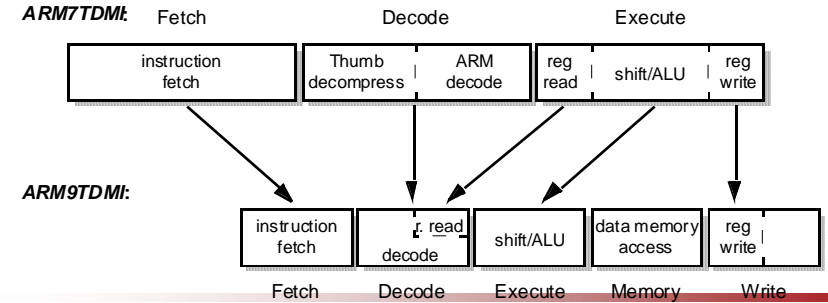 ARM7TDMI:
Fetch Decode Execute
instruction fetch
Thumb decompress
ARM decode
reg read
shift/ALU
reg write
ARM9TDMI:
instruction fetch
r. read
decode
shift/ALU
data memory access
reg write
Fetch Decode Execute Memory Write